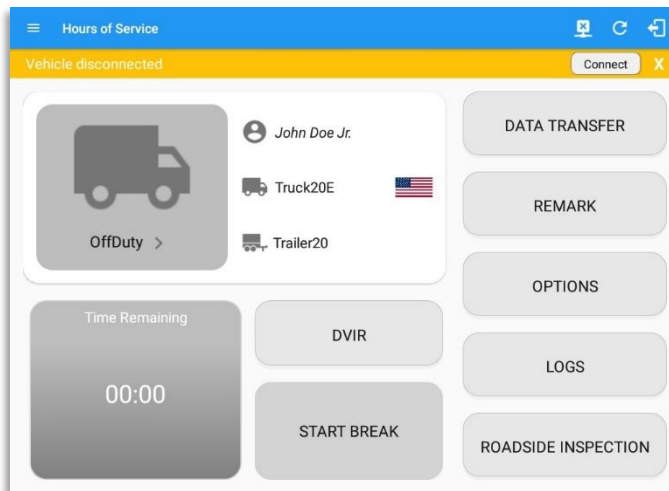 Hours of Service
Vehicle disconnected
Connect
X
John Doe Jr.
Truck20E
Trailer20
OffDuty >
Time Remaining
00:00
DVIR
START BREAK
DATA TRANSFER
REMARK
OPTIONS
LOGS
ROADSIDE INSPECTION